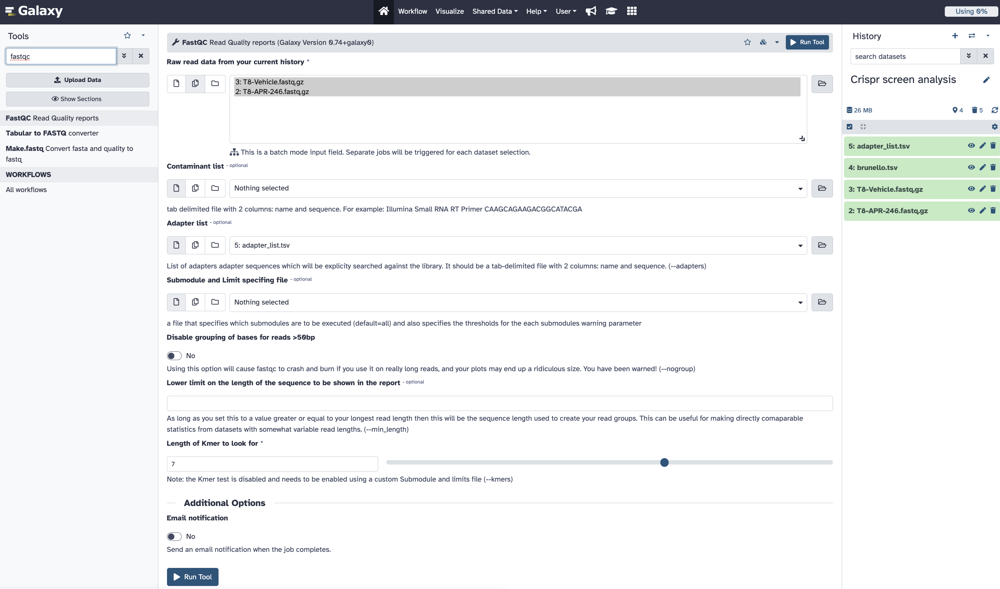 Galaxy
Workflow
Visualize
Shared Data
Help
User
Using 0%
Tools
fastqc
Upload Data
Show Sections
FastQC Read Quality reports
Tabular to FASTQ converter
Make.fastq Convert fasta and quality to
fastq
WORKFLOWS
All workflows
FastQC Read Quality reports (Galaxy Version 0.74+galaxy0)
Run Tool
Raw read data from your current history *
3: T8-Vehicle.fastq.gz
2: T8-APR-246.fastq.gz
This is a batch mode input field. Separate jobs will be triggered for each dataset selection.
Contaminant list - optional
Nothing selected
tab delimited file with 2 columns: name and sequence. For example: Illumina Small RNA RT Primer CAAGCAGAAGACGGCATACGA
Adapter list - optional
5: adapter_list.tsv
List of adapters adapter sequences which will be explicity searched against the library. It should be a tab-delimited file with 2 columns: name and sequence. (--adapters)
Submodule and Limit specifing file - optional
Nothing selected
a file that specifies which submodules are to be executed (default=all) and also specifies the thresholds for the each submodules warning parameter
Disable grouping of bases for reads >50bp
No
Using this option will cause fastqc to crash and burn if you use it on really long reads, and your plots may end up a ridiculous size. You have been warned! (--nogroup)
Lower limit on the length of the sequence to be shown in the report - optional
As long as you set this to a value greater or equal to your longest read length then this will be the sequence length used to create your read groups. This can be useful for making directly comaparable
statistics from datasets with somewhat variable read lengths. (--min_length)
Length of Kmer to look for *
7
Note: the Kmer test is disabled and needs to be enabled using a custom Submodule and limits file (--kmers)
Additional Options
Email notification
No
Send an email notification when the job completes.
Run Tool
History
search datasets
Crispr screen analysis
26 MB
4
5
5: adapter_list.tsv
4: brunello.tsv
3: T8-Vehicle.fastq.gz
2: T8-APR-246.fastq.gz